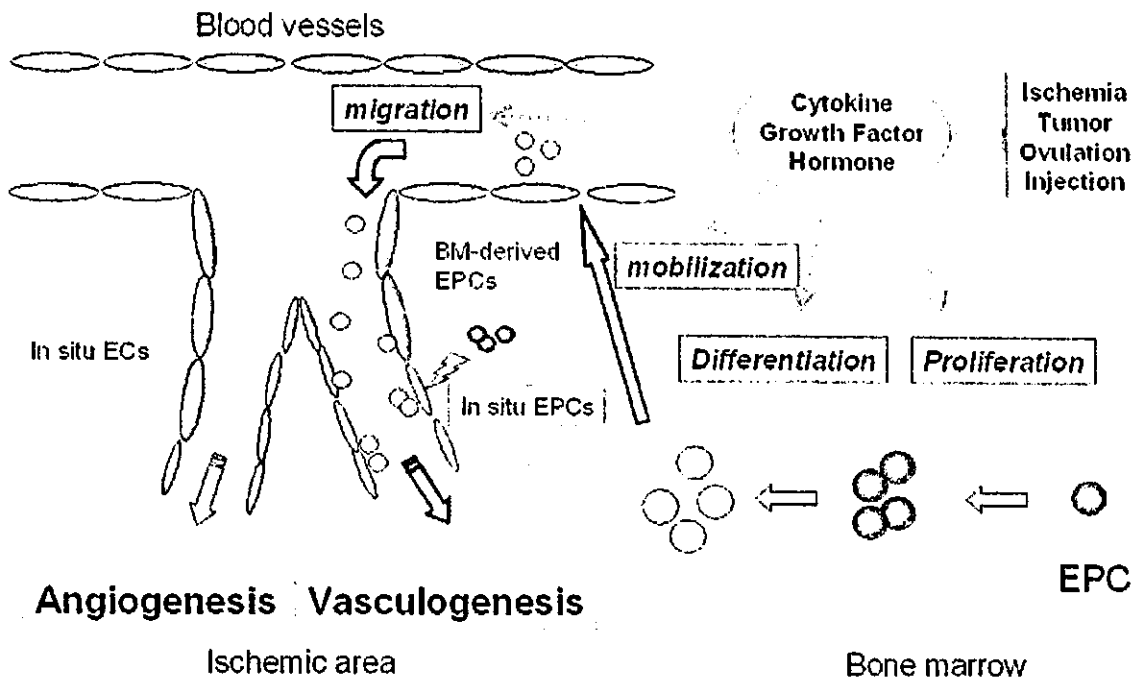 Blood vessels
migration
Cytokine
Growth Factor
Hormone
Ischemia
Tumor
Ovulation
Injection
BM-derived
EPCs
mobilization
In situ ECs
Differentiation
Proliferation
In situ EPCs
EPC
Angiogenesis
Vasculogenesis
Ischemic area
Bone marrow